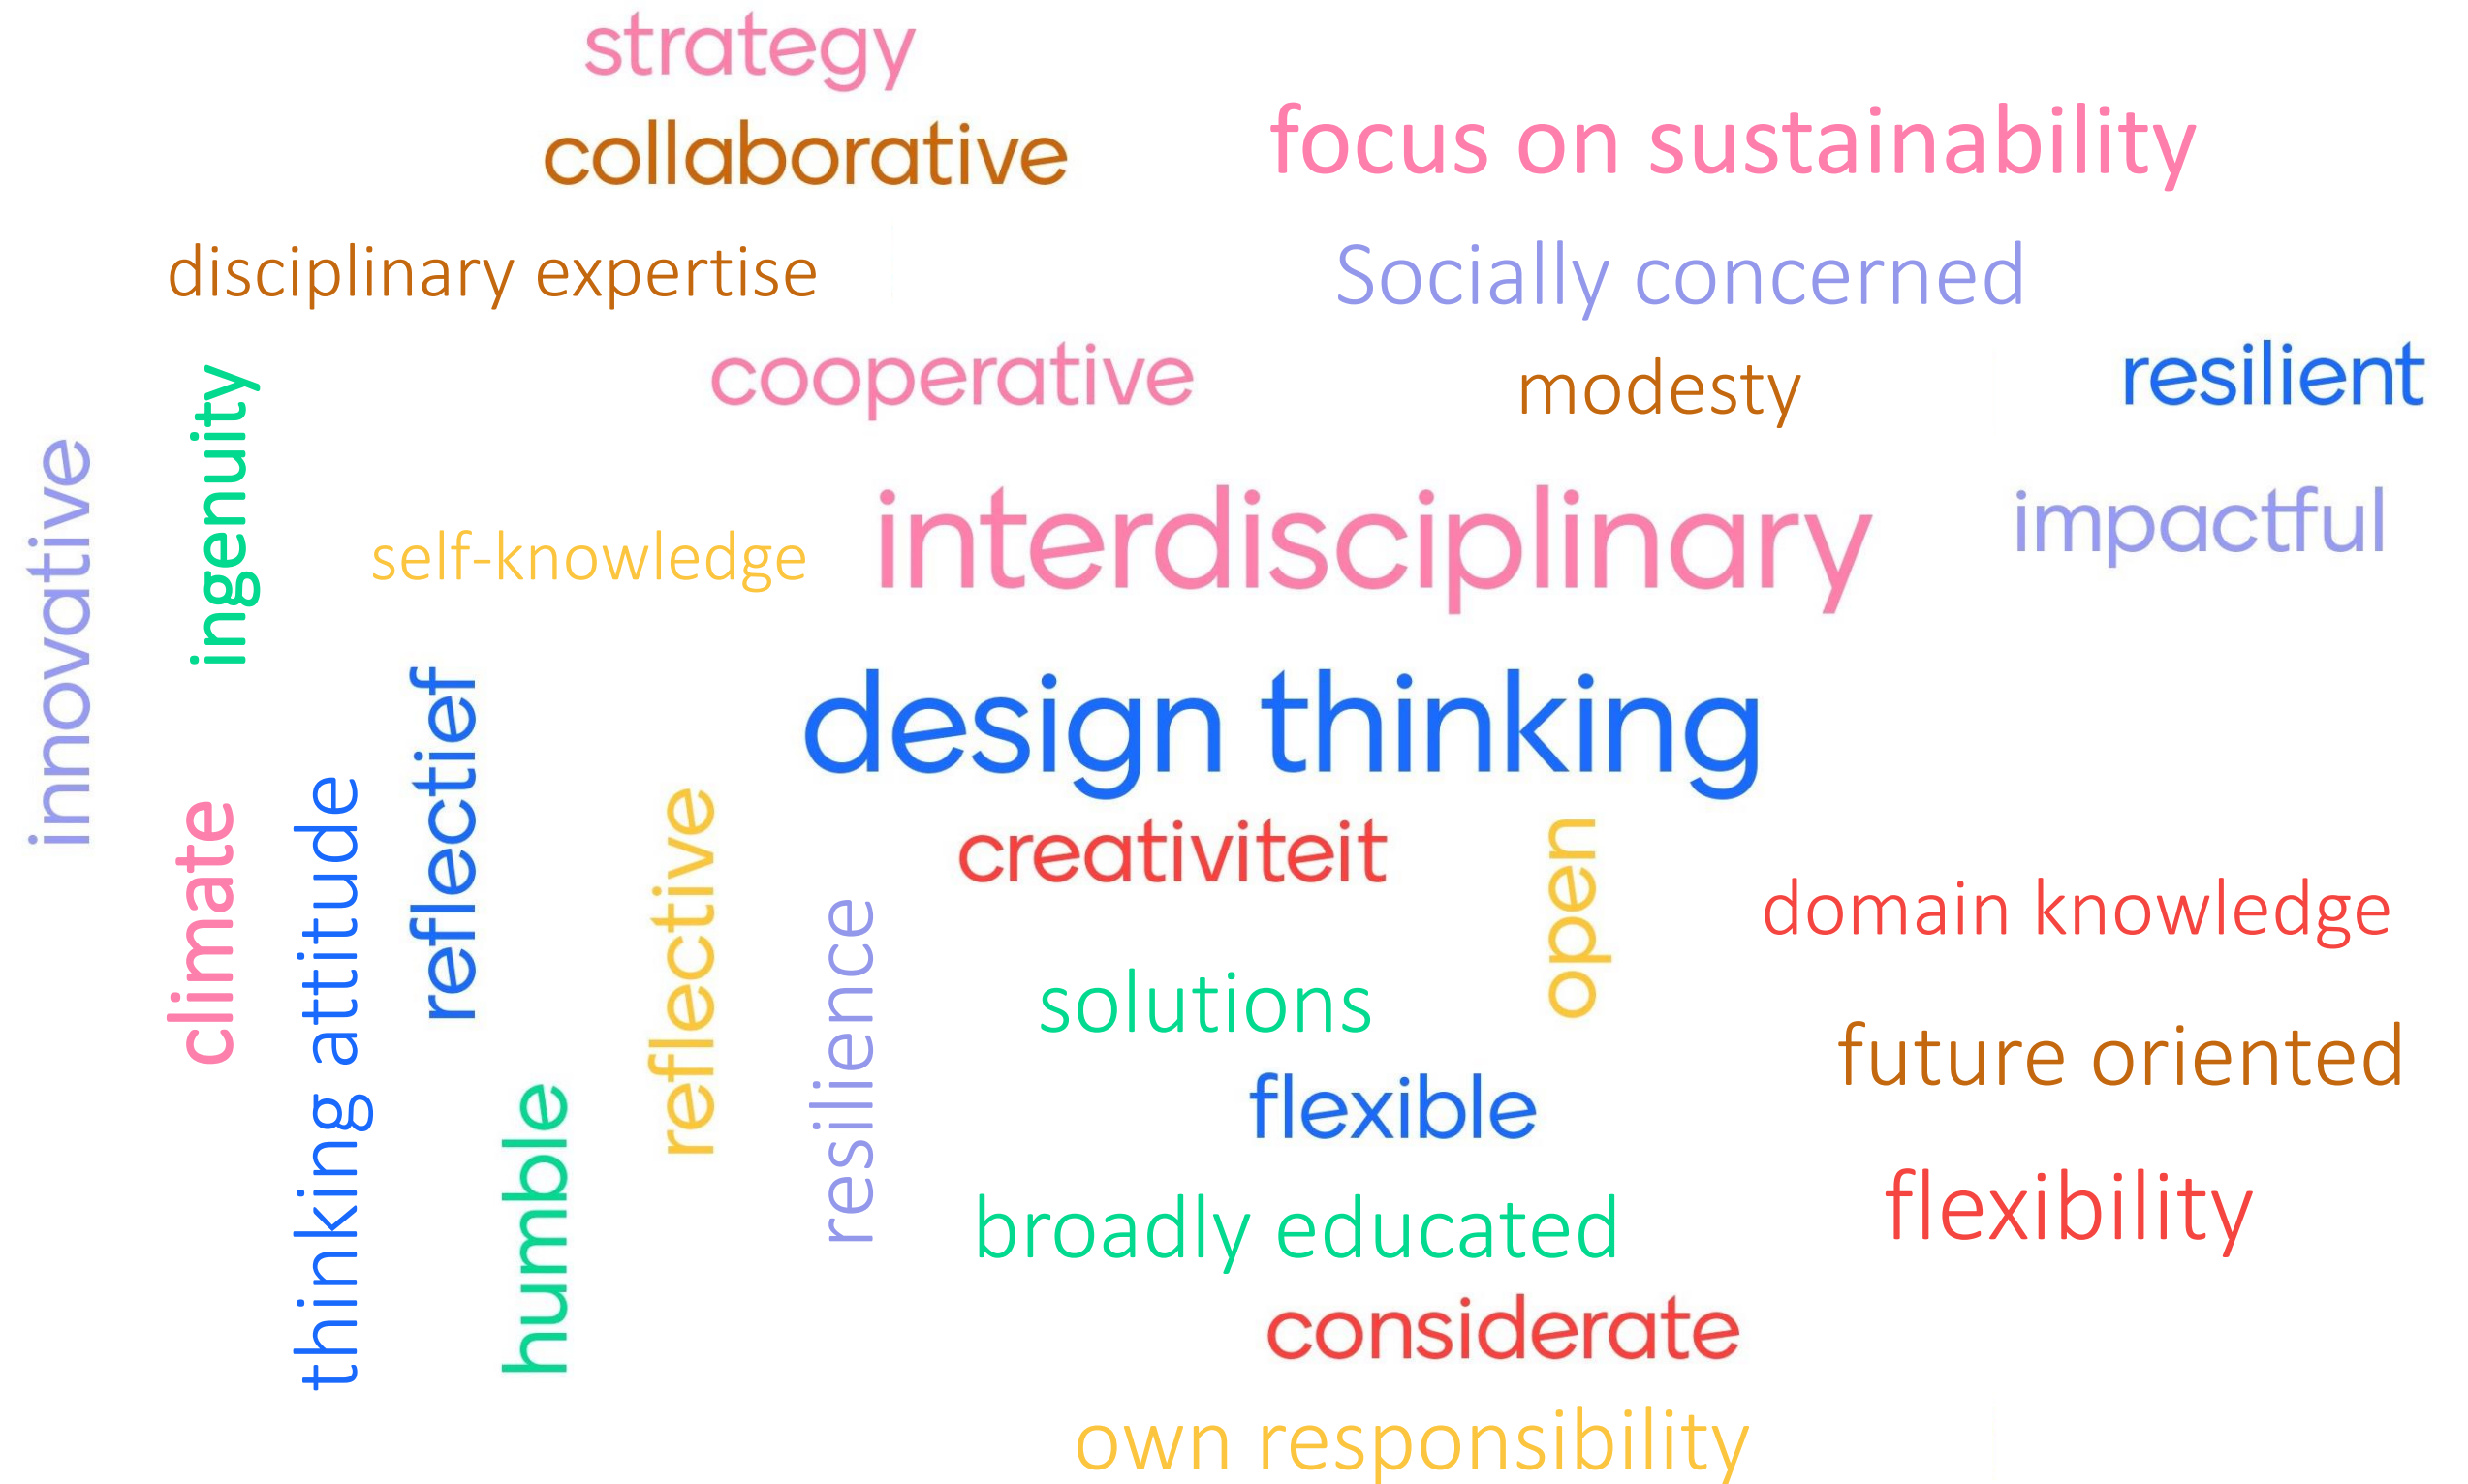 strategy
collaborative
focus on sustainability
disciplinary expertise
Socially concerned
cooperative
modesty
resilient
innovative
ingenuity
self-knowledge
interdisciplinary
impactful
design thinking
climate
thinking attitude
reflectief
reflective
creativiteit
open
resilience
domain knowledge
solutions
future oriented
humble
flexible
broadly educated
flexibility
considerate
own responsibility